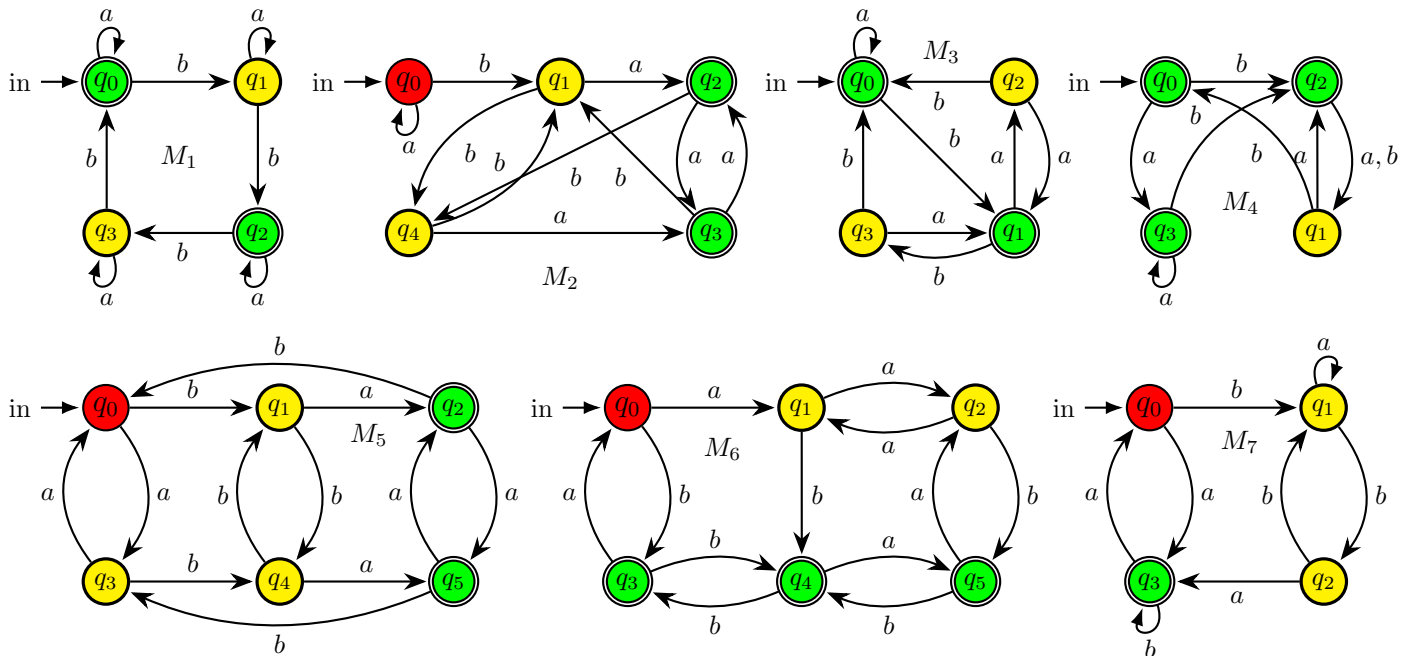 a a a
in q₀ b q₁ in q₀ b q₁ a q₂ in q₀ M₃ q₂ in q₀ b q₂
a b b b
b M₁ b b b b a a b a a a b a a, b
q₃ b q₂ q₄ a q₃ q₃ a q₁ q₃ M₄ q₁
a a M₂ b a
b a
in q₀ b q₁ a q₂ in q₀ a q₁ a q₂ in q₀ b q₁
M₅ M₆ a M₇
a a b b a a a b b a b a a b b
q₃ b q₄ a q₅ q₃ b q₄ a q₅ q₃ a q₂
b b b b